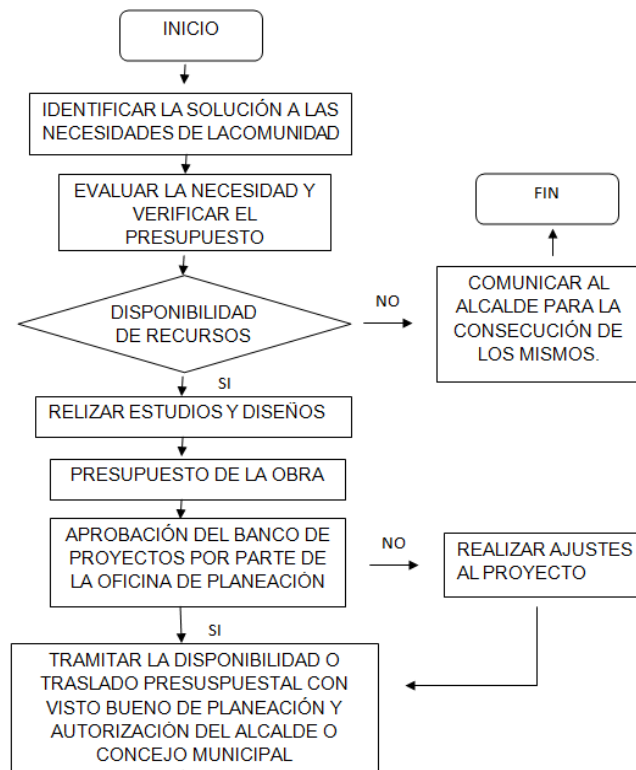 INICIO
IDENTIFICAR LA SOLUCIÓN A LAS
NECESIDADES DE LACOMUNIDAD
EVALUAR LA NECESIDAD Y
VERIFICAR EL
PRESUPUESTO
FIN
DISPONIBILIDAD
DE RECURSOS
NO
COMUNICAR AL
ALCALDE PARA LA
CONSECUCIÓN DE
LOS MISMOS.
SI
RELIZAR ESTUDIOS Y DISEÑOS
PRESUPUESTO DE LA OBRA
APROBACIÓN DEL BANCO DE
PROYECTOS POR PARTE DE
LA OFICINA DE PLANEACIÓN
NO
REALIZAR AJUSTES
AL PROYECTO
SI
TRAMITAR LA DISPONIBILIDAD O
TRASLADO PRESUSPUESTAL CON
VISTO BUENO DE PLANEACIÓN Y
AUTORIZACIÓN DEL ALCALDE O
CONCEJO MUNICIPAL